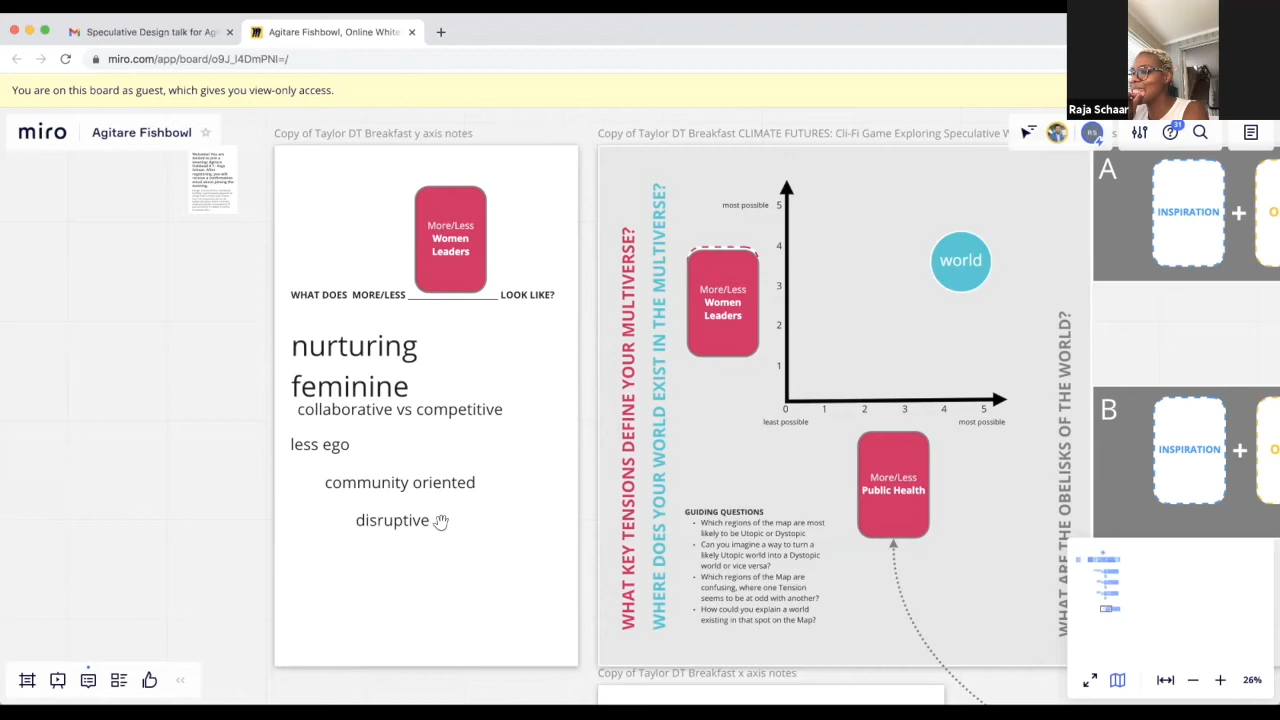 Speculative Design talk for Ag
Agitare Fishbowl, Online White
miro.com/app/board/o9J_l4DmPNI=/
You are on this board as guest, which gives you view-only access.
Raja Schaar
miro
Agitare Fishbowl
31
RS
Copy of Taylor DT Breakfast y axis notes
More/Less
Women
Leaders
WHAT DOES MORE/LESS ________________ LOOK LIKE?
nurturing
feminine
collaborative vs competitive
less ego
community oriented
disruptive
Copy of Taylor DT Breakfast CLIMATE FUTURES: Cli-Fi Game Exploring Speculative W
WHAT KEY TENSIONS DEFINE YOUR MULTIVERSE?
WHERE DOES YOUR WORLD EXIST IN THE MULTIVERSE?
most possible
5
4
3
2
1
More/Less
Women
Leaders
world
0
1
2
3
4
5
least possible
most possible
More/Less
Public Health
GUIDING QUESTIONS
• Which regions of the map are most
likely to be Utopic or Dystopic
• Can you imagine a way to turn a
likely Utopic world into a Dystopic
world or vice versa?
• Which regions of the Map are
confusing, where one Tension
seems to be at odd with another?
• How could you explain a world
existing in that spot on the Map?
WHAT ARE THE OBELISKS OF THE WORLD?
A
INSPIRATION
+
O
B
INSPIRATION
+
O
Copy of Taylor DT Breakfast x axis notes
26%